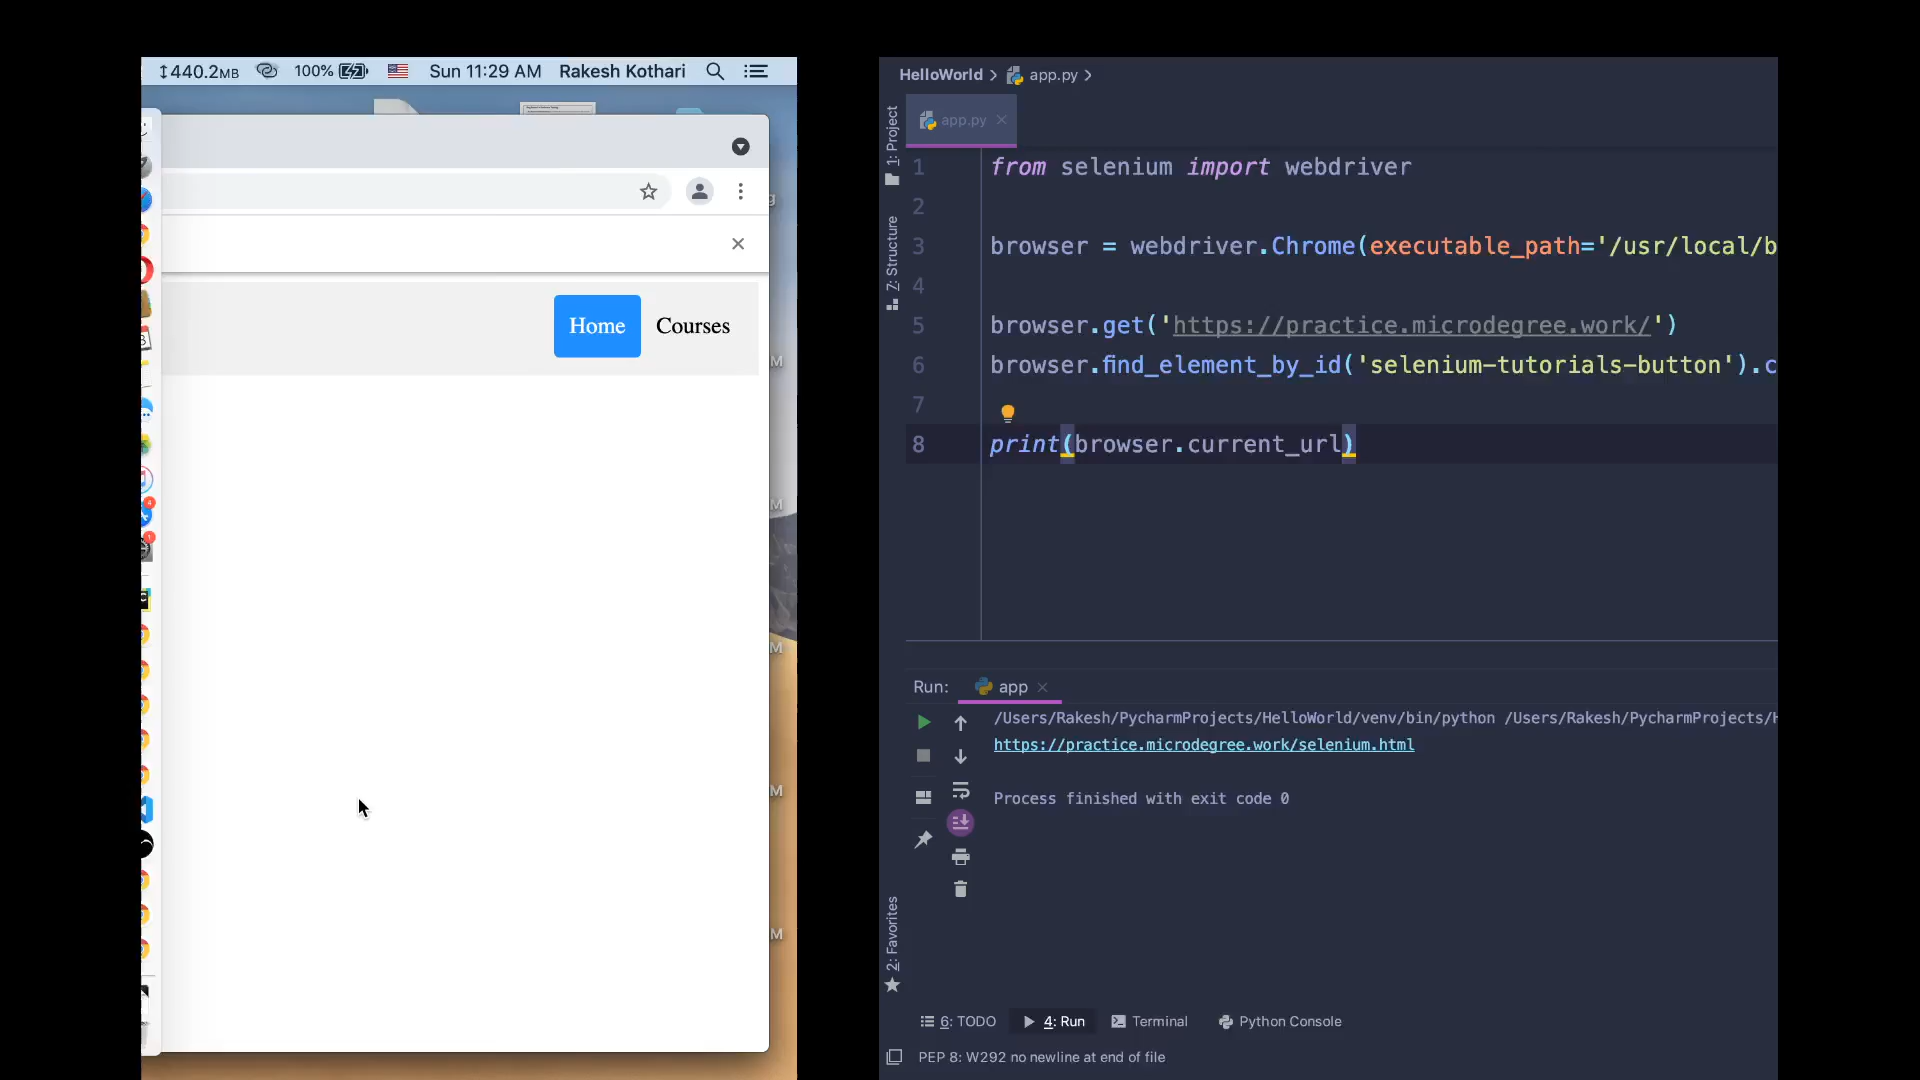 440.2MB 100% Sun 11:29 AM Rakesh Kothari
Home Courses
HelloWorld app.py
app.py
1: Project
7: Structure
2: Favorites
1 from selenium import webdriver
2
3 browser = webdriver.Chrome(executable_path='/usr/local/b
4
5 browser.get('https://practice.microdegree.work/')
6 browser.find_element_by_id('selenium-tutorials-button').c
7
8 print(browser.current_url)
Run: app
/Users/Rakesh/PycharmProjects/HelloWorld/venv/bin/python /Users/Rakesh/PycharmProjects/H
https://practice.microdegree.work/selenium.html
Process finished with exit code 0
6: TODO 4: Run Terminal Python Console
PEP 8: W292 no newline at end of file